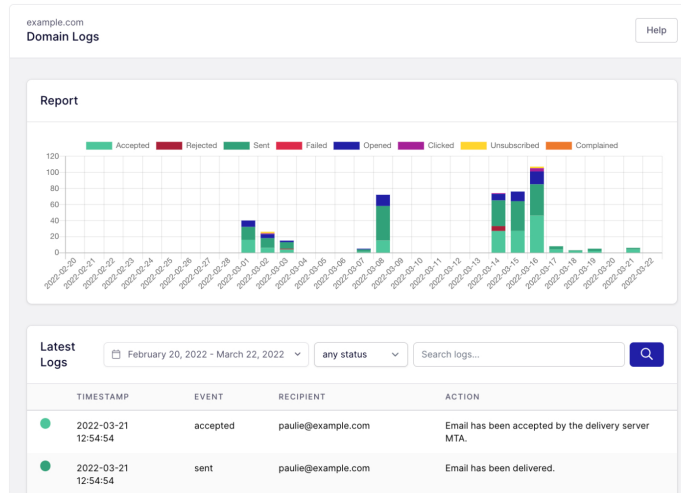 example.com
Domain Logs
Help
Report
Accepted Rejected Sent Failed Opened Clicked Unsubscribed Complained
120
100
80
60
40
20
0
2022-02-20 2022-02-21 2022-02-22 2022-02-23 2022-02-24 2022-02-25 2022-02-26 2022-02-27 2022-02-28 2022-03-01 2022-03-02 2022-03-03 2022-03-04 2022-03-05 2022-03-06 2022-03-07 2022-03-08 2022-03-09 2022-03-10 2022-03-11 2022-03-12 2022-03-13 2022-03-14 2022-03-15 2022-03-16 2022-03-17 2022-03-18 2022-03-19 2022-03-20 2022-03-21 2022-03-22
Latest
Logs
February 20, 2022 - March 22, 2022
any status
Search logs...
TIMESTAMP EVENT RECIPIENT ACTION
2022-03-21 accepted paulie@example.com Email has been accepted by the delivery server
12:54:54 MTA.
2022-03-21 sent paulie@example.com Email has been delivered.
12:54:54